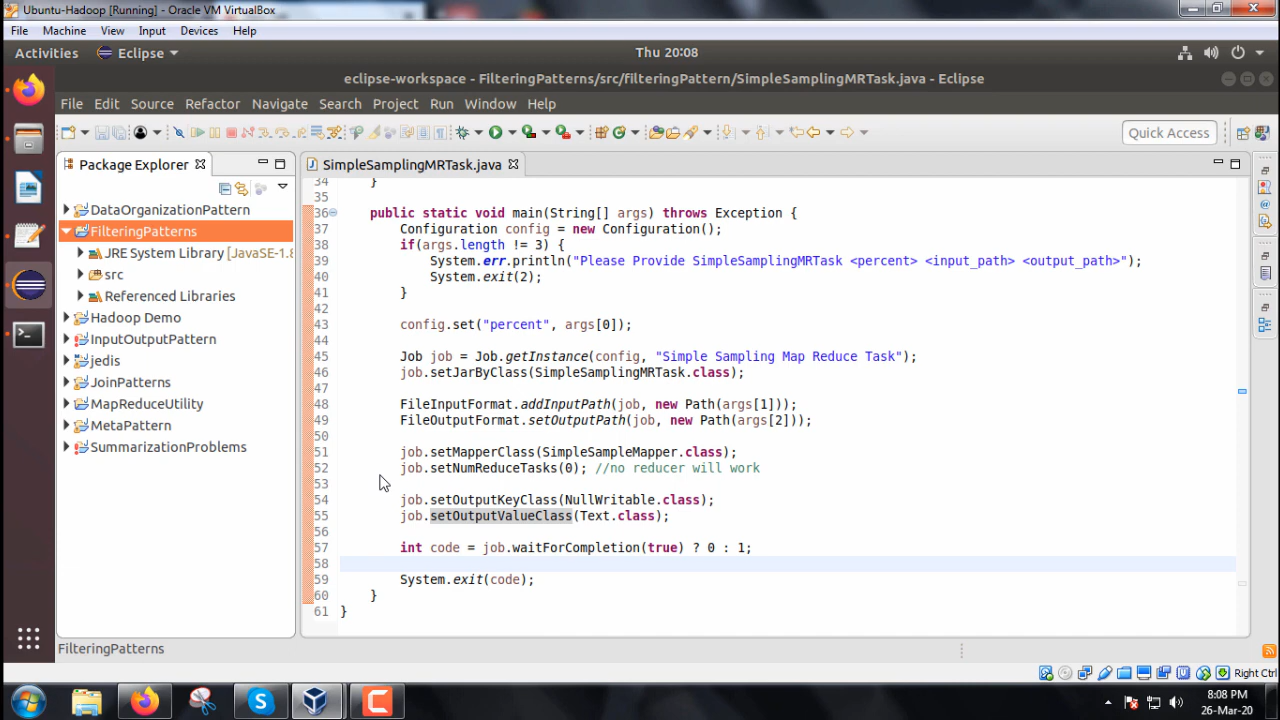 Ubuntu-Hadoop [Running] - Oracle VM VirtualBox
File Machine View Input Devices Help
Activities Eclipse Thu 20:08
eclipse-workspace - FilteringPatterns/src/filteringPattern/SimpleSamplingMRTask.java - Eclipse
File Edit Source Refactor Navigate Search Project Run Window Help
Quick Access
Package Explorer
DataOrganizationPattern
FilteringPatterns
JRE System Library [JavaSE-1.8
src
Referenced Libraries
Hadoop Demo
InputOutputPattern
jedis
JoinPatterns
MapReduceUtility
MetaPattern
SummarizationProblems
SimpleSamplingMRTask.java
34 }
35
36 public static void main(String[] args) throws Exception {
37 Configuration config = new Configuration();
38 if(args.length != 3) {
39 System.err.println("Please Provide SimpleSamplingMRTask <percent> <input_path> <output_path>");
40 System.exit(2);
41 }
42
43 config.set("percent", args[0]);
44
45 Job job = Job.getInstance(config, "Simple Sampling Map Reduce Task");
46 job.setJarByClass(SimpleSamplingMRTask.class);
47
48 FileInputFormat.addInputPath(job, new Path(args[1]));
49 FileOutputFormat.setOutputPath(job, new Path(args[2]));
50
51 job.setMapperClass(SimpleSampleMapper.class);
52 job.setNumReduceTasks(0); //no reducer will work
53
54 job.setOutputKeyClass(NullWritable.class);
55 job.setOutputValueClass(Text.class);
56
57 int code = job.waitForCompletion(true) ? 0 : 1;
58
59 System.exit(code);
60 }
61 }
FilteringPatterns
Right Ctrl
8:08 PM
26-Mar-20